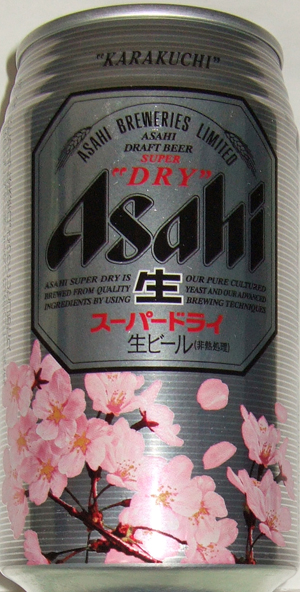 "KARAKUCHI"
ASAHI BREWERIES LIMITED
ASAHI
DRAFT BEER
SUPER
"DRY"
Asahi
ASAHI SUPER DRY IS
BREWED FROM QUALITY
INGREDIENTS BY USING
生
OUR PURE CULTURED
YEAST AND OUR ADVANCED
BREWING TECHNIQUES
スーパードライ
生ビール(非熱処理)